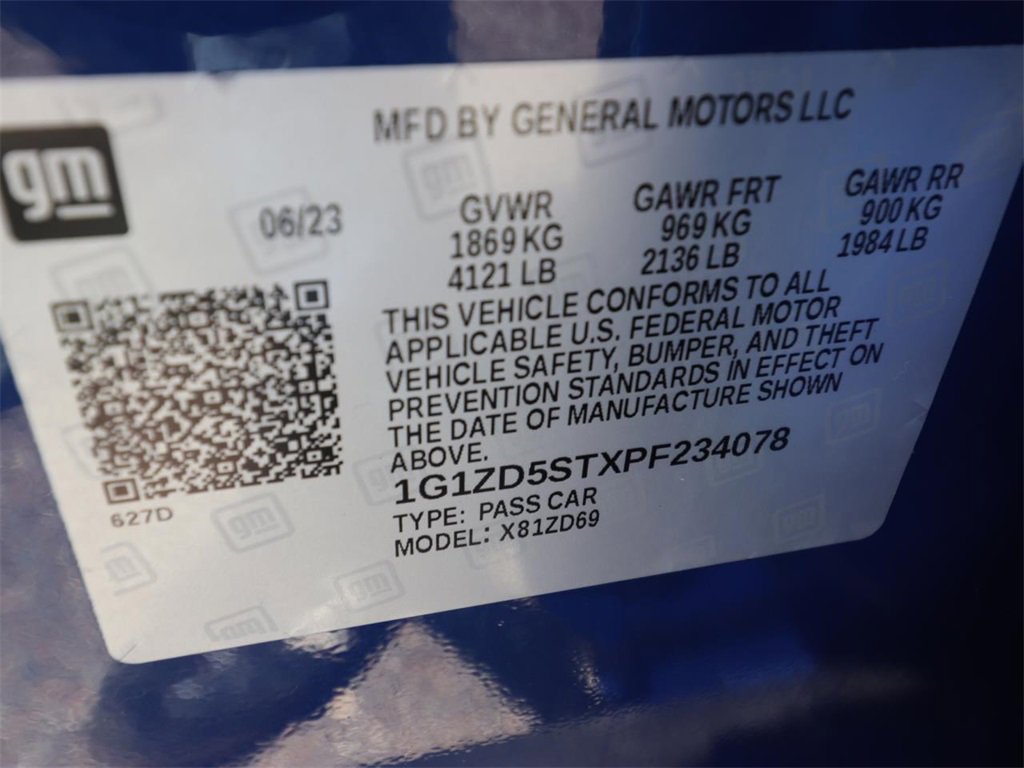 MFD BY GENERAL MOTORS LLC
gm
06/23
GVWR
1869 KG
4121 LB
GAWR FRT
969 KG
2136 LB
GAWR RR
900 KG
1984 LB
THIS VEHICLE CONFORMS TO ALL
APPLICABLE U.S. FEDERAL MOTOR
VEHICLE SAFETY, BUMPER, AND THEFT
PREVENTION STANDARDS IN EFFECT ON
THE DATE OF MANUFACTURE SHOWN
ABOVE.
1G1ZD5STXPF234078
TYPE: PASS CAR
MODEL: X81ZD69
627D